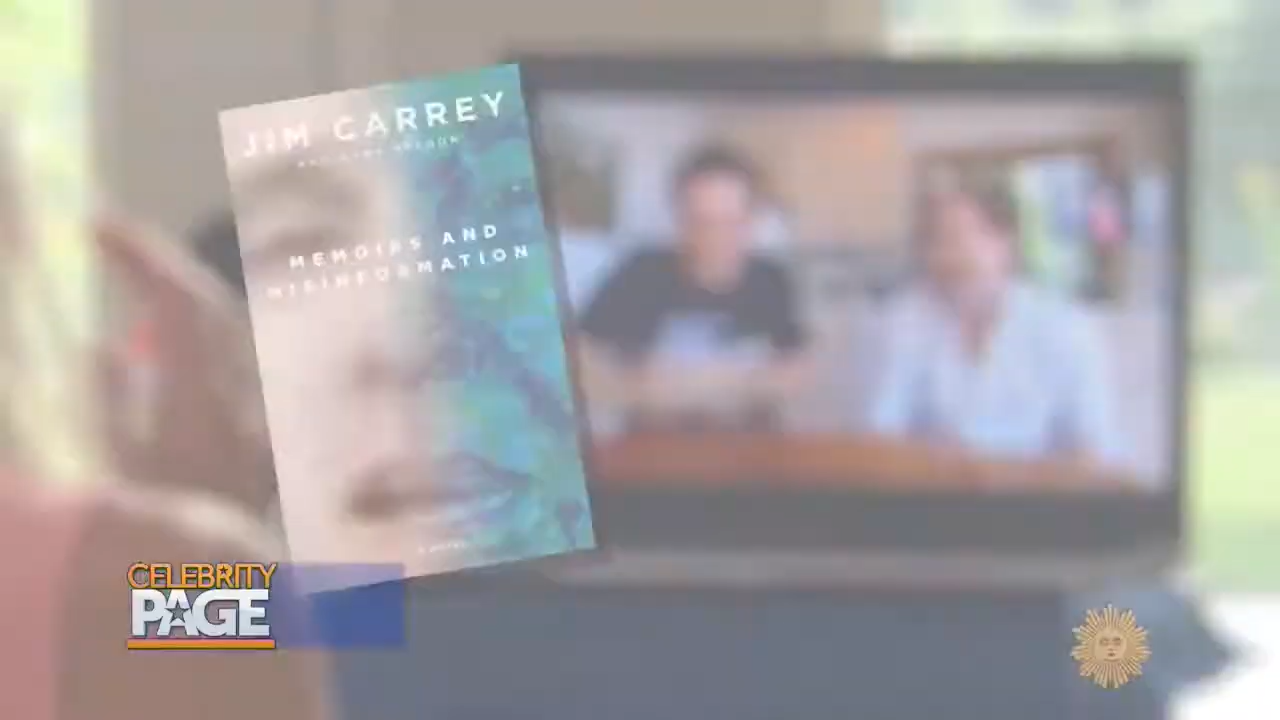 JIM CARREY
MEMOIRS AND
MISINFORMATION
CELEBRITY
PAGE